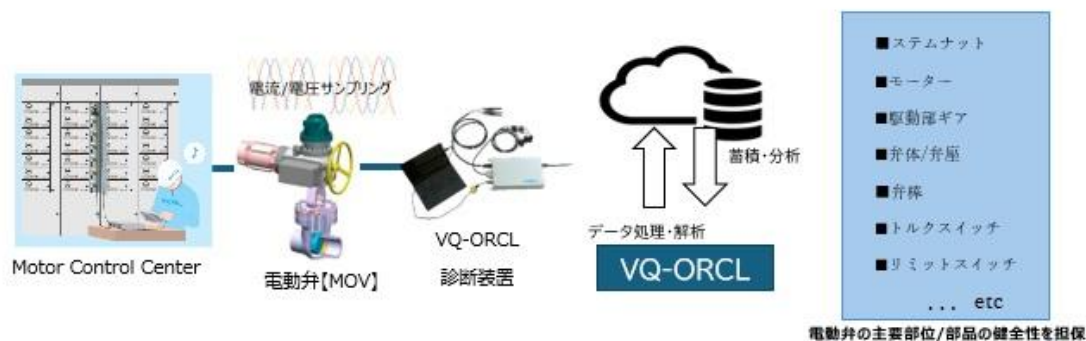 Motor Control Center
電流/電圧サンプリング
電動弁【MOV】
VQ-ORCL
診断装置
蓄積・分析
データ処理・解析
VQ-ORCL
■ステムナット
■モーター
■駆動部ギア
■弁体/弁座
■弁棒
■トルクスイッチ
■リミットスイッチ
... etc
電動弁の主要部位/部品の健全性を担保